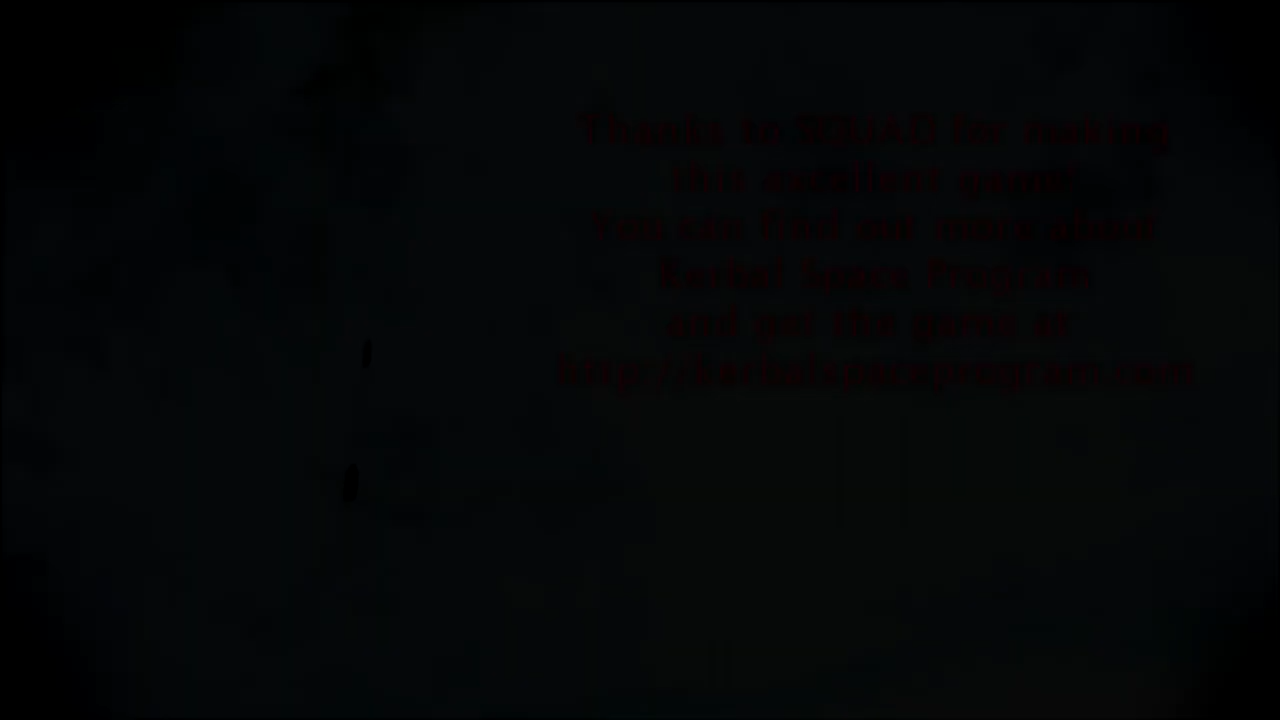 Thanks to SQUAD for making
this excellent game!
You can find out more about
Kerbal Space Program
and get the game at
http://kerbalspaceprogram.com